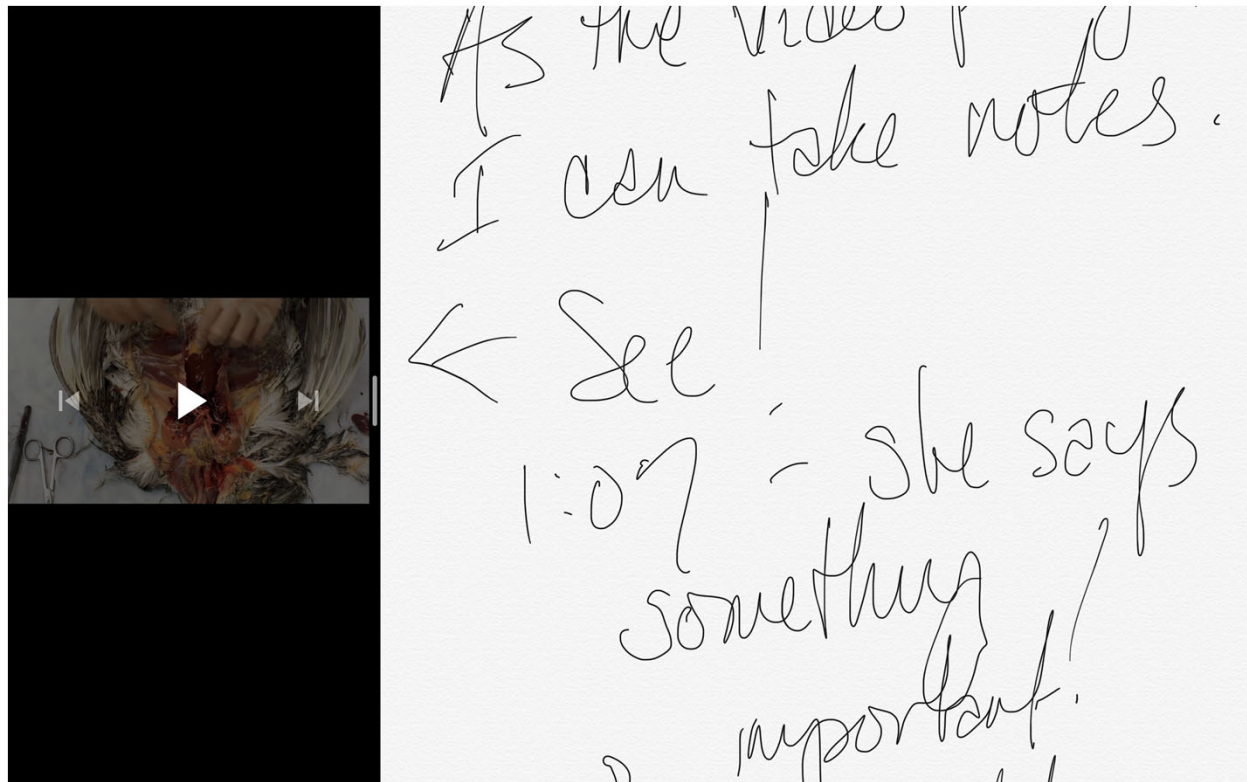 As the video
I can take notes.
< See
1:07 - she says
something
important!